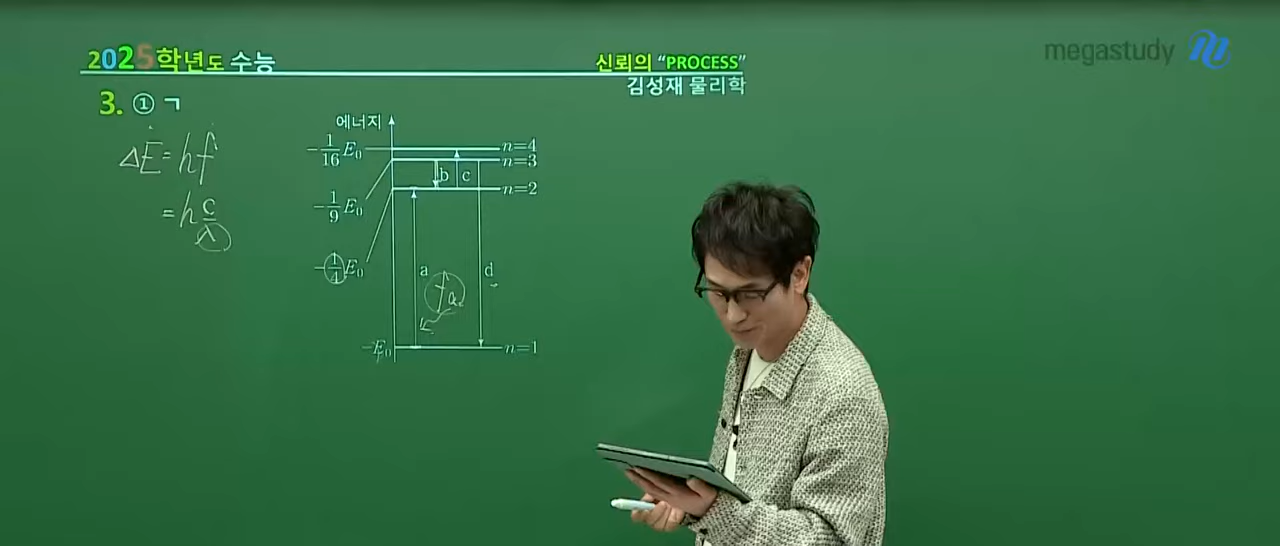 2025학년도 수능
신뢰의 “PROCESS”
김성재 물리학
megastudy
3. ① ㄱ
ΔE = hf
= h c/λ
에너지
-1/16 E₀
-1/9 E₀
-1/4 E₀
-E₀
n=4
n=3
n=2
n=1
b
c
a
d
fa